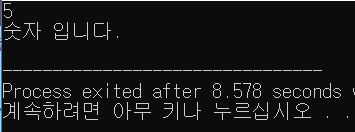 5
숫자 입니다.
--------------------------------
Process exited after 8.578 seconds w
계속하려면 아무 키나 누르십시오 . .